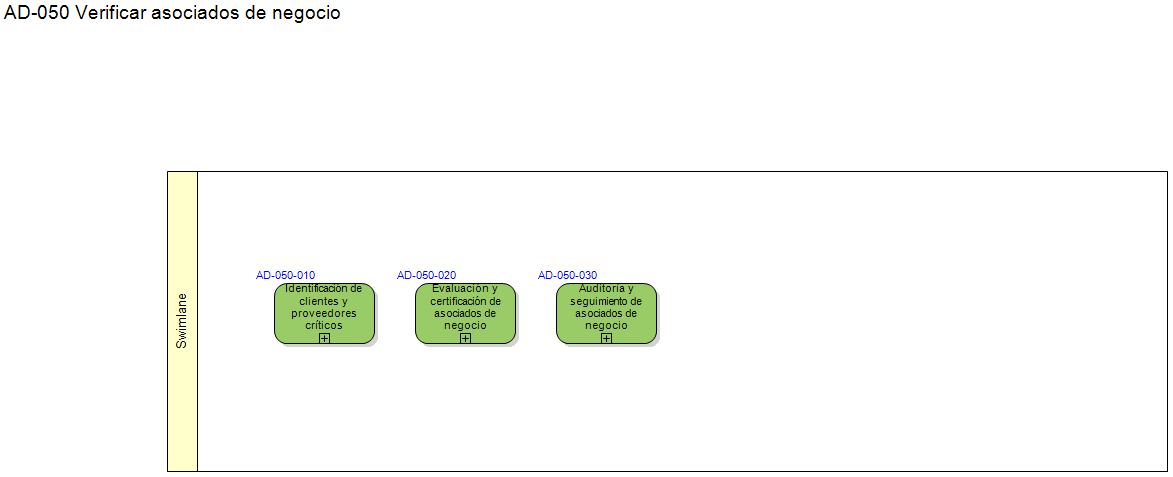 AD-050 Verificar asociados de negocio
Swimlane
AD-050-010
Identificación de
clientes y
proveedores
críticos
AD-050-020
Evaluación y
certificación de
asociados de
negocio
AD-050-030
Auditoría y
seguimiento de
asociados de
negocio